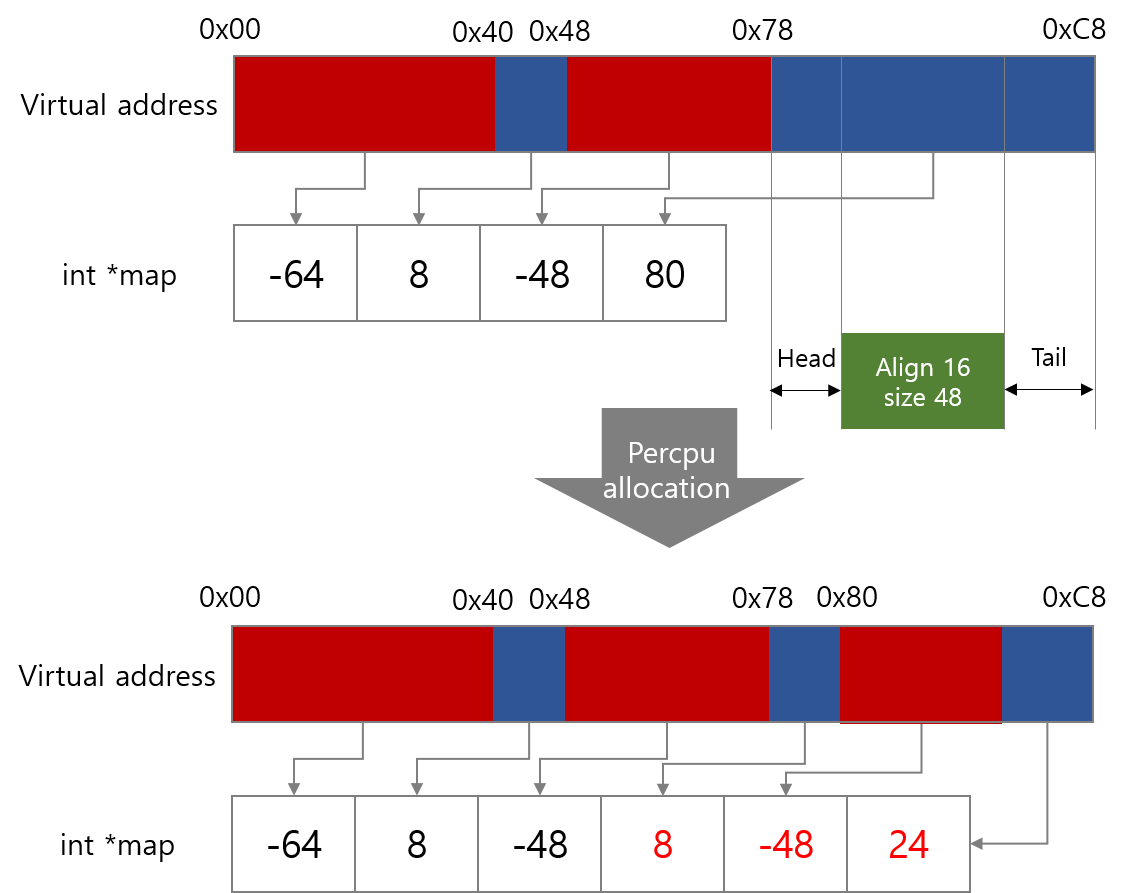 0x00 0x40 0x48 0x78 0xC8
Virtual address
int *map -64 8 -48 80
Head Align 16 Tail
size 48
Percpu
allocation
0x00 0x40 0x48 0x78 0x80 0xC8
Virtual address
int *map -64 8 -48 8 -48 24